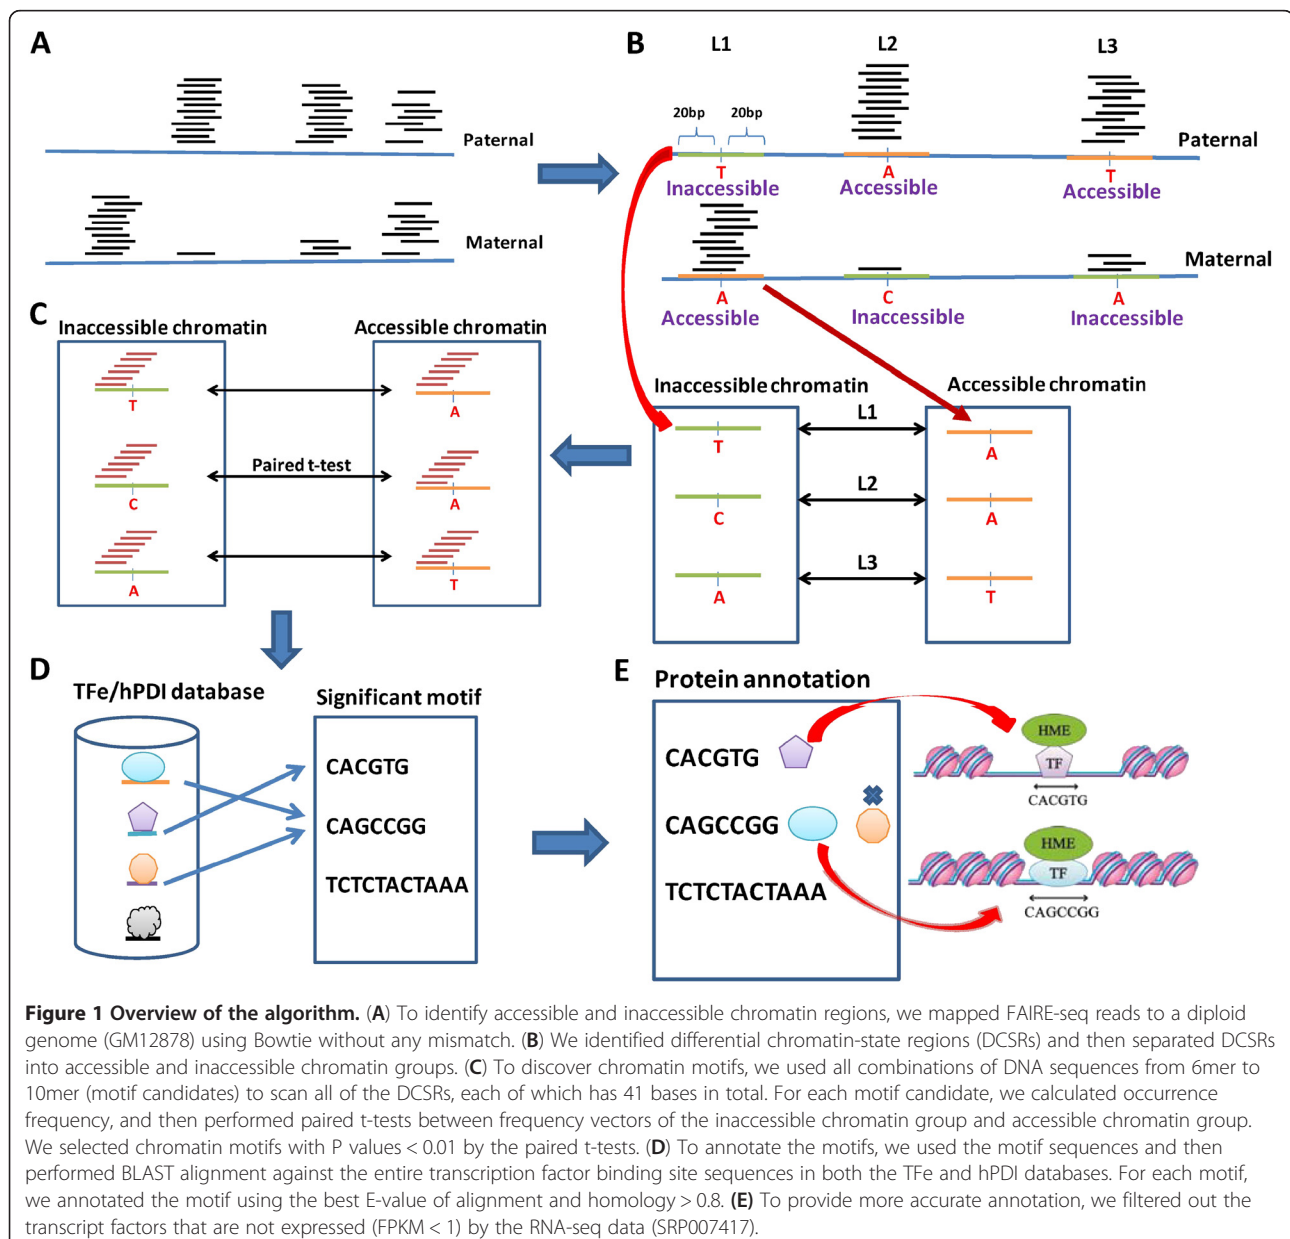 A
Paternal
Maternal
B
L1 L2 L3
20bp 20bp
Paternal
T A T
Inaccessible Accessible Accessible
Maternal
A C A
Accessible Inaccessible Inaccessible
Inaccessible chromatin Accessible chromatin
L1
T A
L2
C A
L3
A T
C
Inaccessible chromatin Accessible chromatin
T A
Paired t-test
C A
A T
D
TFe/hPDI database
Significant motif
CACGTG
CAGCCGG
TCTCTACTAAA
E
Protein annotation
CACGTG
CAGCCGG
TCTCTACTAAA
HME
TF
CACGTG
HME
TF
CAGCCGG
Figure 1 Overview of the algorithm. (A) To identify accessible and inaccessible chromatin regions, we mapped FAIRE-seq reads to a diploid
genome (GM12878) using Bowtie without any mismatch. (B) We identified differential chromatin-state regions (DCSRs) and then separated DCSRs
into accessible and inaccessible chromatin groups. (C) To discover chromatin motifs, we used all combinations of DNA sequences from 6mer to
10mer (motif candidates) to scan all of the DCSRs, each of which has 41 bases in total. For each motif candidate, we calculated occurrence
frequency, and then performed paired t-tests between frequency vectors of the inaccessible chromatin group and accessible chromatin group.
We selected chromatin motifs with P values < 0.01 by the paired t-tests. (D) To annotate the motifs, we used the motif sequences and then
performed BLAST alignment against the entire transcription factor binding site sequences in both the TFe and hPDI databases. For each motif,
we annotated the motif using the best E-value of alignment and homology > 0.8. (E) To provide more accurate annotation, we filtered out the
transcript factors that are not expressed (FPKM < 1) by the RNA-seq data (SRP007417).